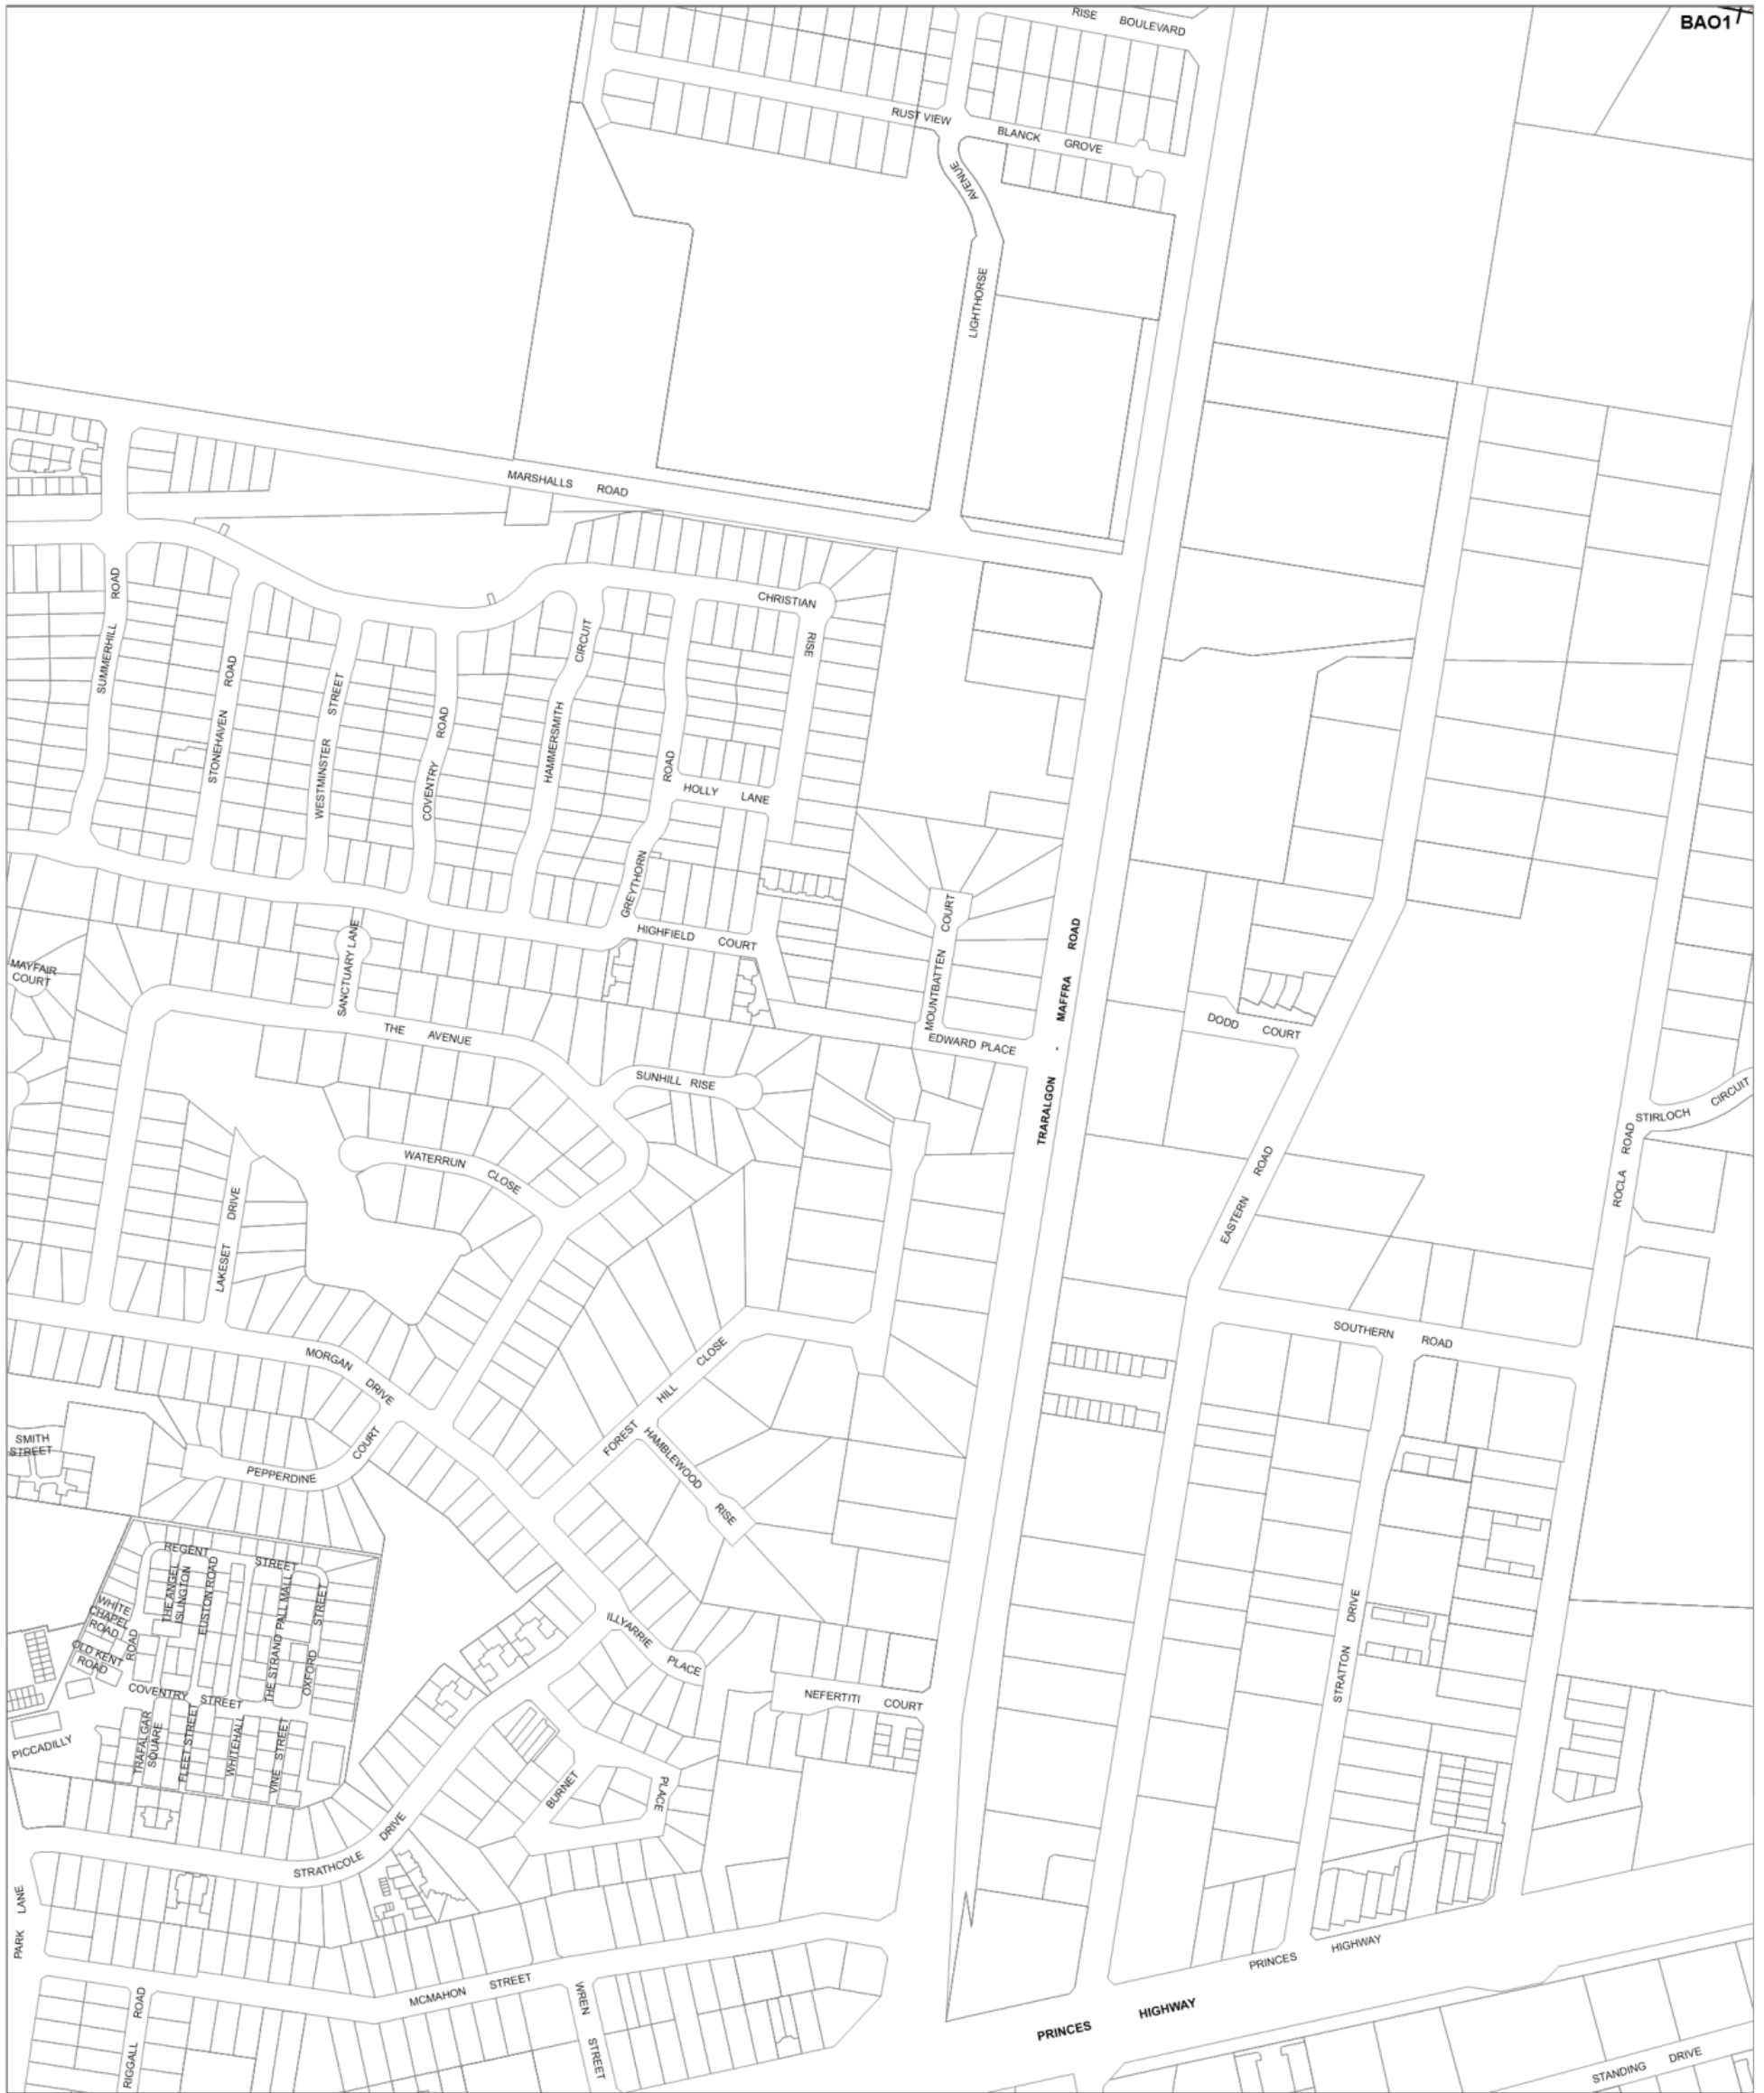 RISE BOULEVARD
BAO1
RUST VIEW
BLANCK GROVE
AVENUE
LIGHTHORSE
MARSHALLS ROAD
CHRISTIAN
RISE
SUMMERHILL ROAD
STONEHAVEN ROAD
WESTMINSTER STREET
COVENTRY ROAD
HAMMERSMITH CIRCUIT
GREYTHORN ROAD
HOLLY LANE
HIGHFIELD COURT
SANCTUARY LANE
MAYFAIR
COURT
MOUNTBATTEN COURT
EDWARD PLACE
TRARALGON - MAFFRA ROAD
DODD COURT
THE AVENUE
SUNHILL RISE
WATERRUN CLOSE
LAKESET DRIVE
EASTERN ROAD
ROCLA ROAD
STIRLOCH CIRCUIT
SOUTHERN ROAD
MORGAN DRIVE
FOREST HILL CLOSE
HAMBLEWOOD RISE
SMITH
STREET
PEPPERDINE COURT
REGENT STREET
THE ANGEL
ISLINGTON
EUSTON ROAD
THE STRAND PALL MALL
OXFORD STREET
WHITE
CHAPEL
ROAD
OLD KENT
ROAD
ROAD
COVENTRY STREET
PICCADILLY
TRAFALGAR
SQUARE
FLEET STREET
WHITEHALL
VINE STREET
ILLYARRIE PLACE
NEFERTITI COURT
STRATTON DRIVE
BURNET PLACE
STRATHCOLE DRIVE
PARK LANE
RIGGALL ROAD
MCMAHON STREET
WREN STREET
PRINCES HIGHWAY
PRINCES HIGHWAY
STANDING DRIVE